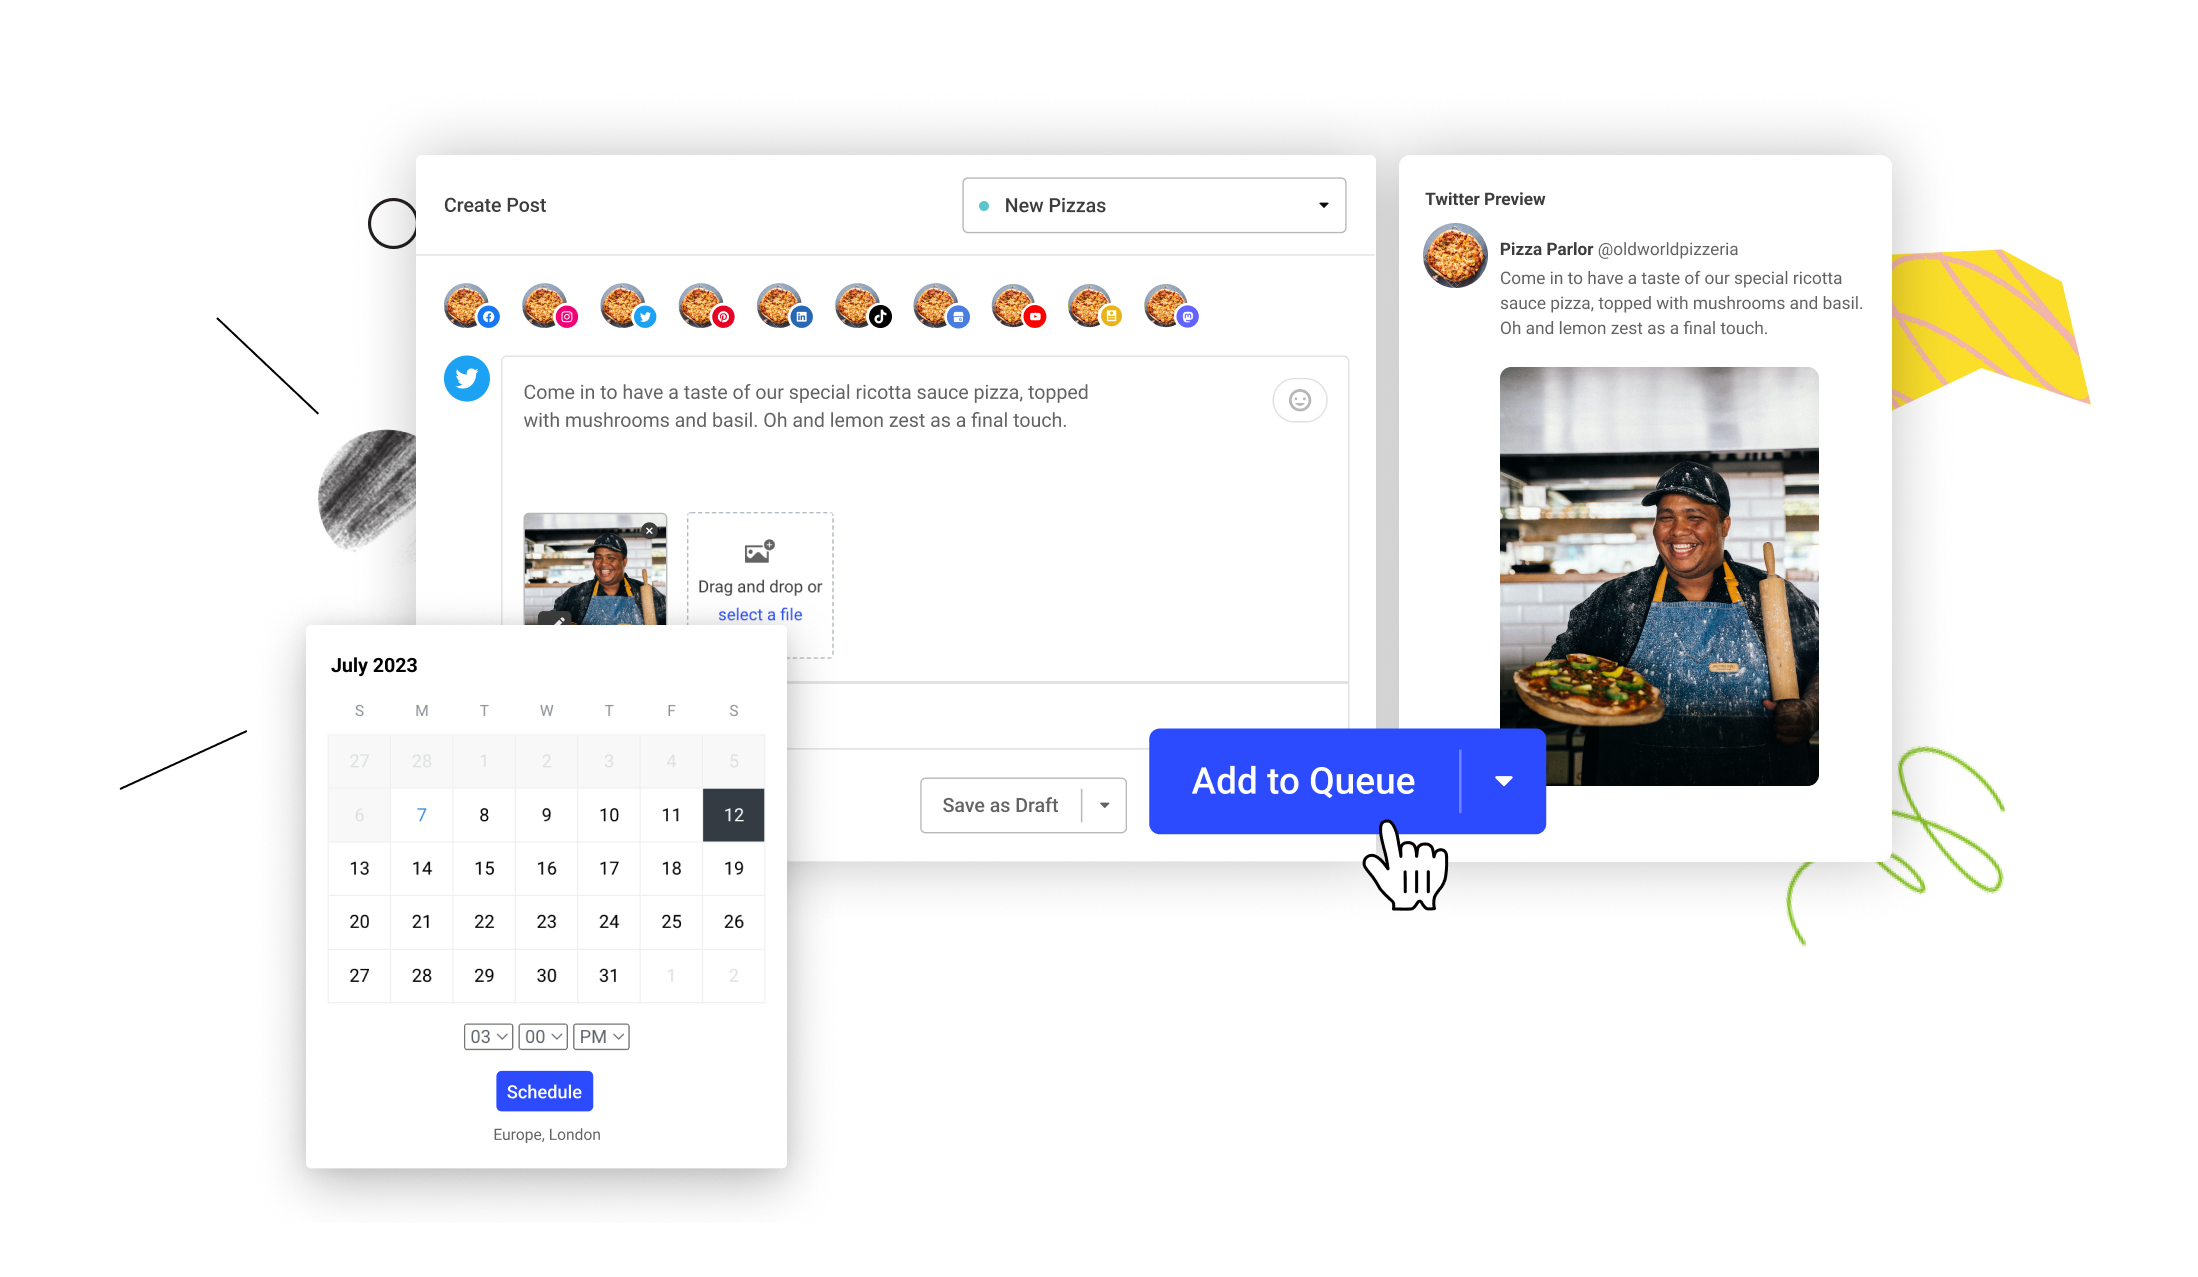 Create Post
New Pizzas
Come in to have a taste of our special ricotta sauce pizza, topped
with mushrooms and basil. Oh and lemon zest as a final touch.
Drag and drop or
select a file
Save as Draft
Add to Queue
Twitter Preview
Pizza Parlor @oldworldpizzeria
Come in to have a taste of our special ricotta
sauce pizza, topped with mushrooms and basil.
Oh and lemon zest as a final touch.
July 2023
S M T W T F S
27 28 1 2 3 4 5
6 7 8 9 10 11 12
13 14 15 16 17 18 19
20 21 22 23 24 25 26
27 28 29 30 31 1 2
03 00 PM
Schedule
Europe, London